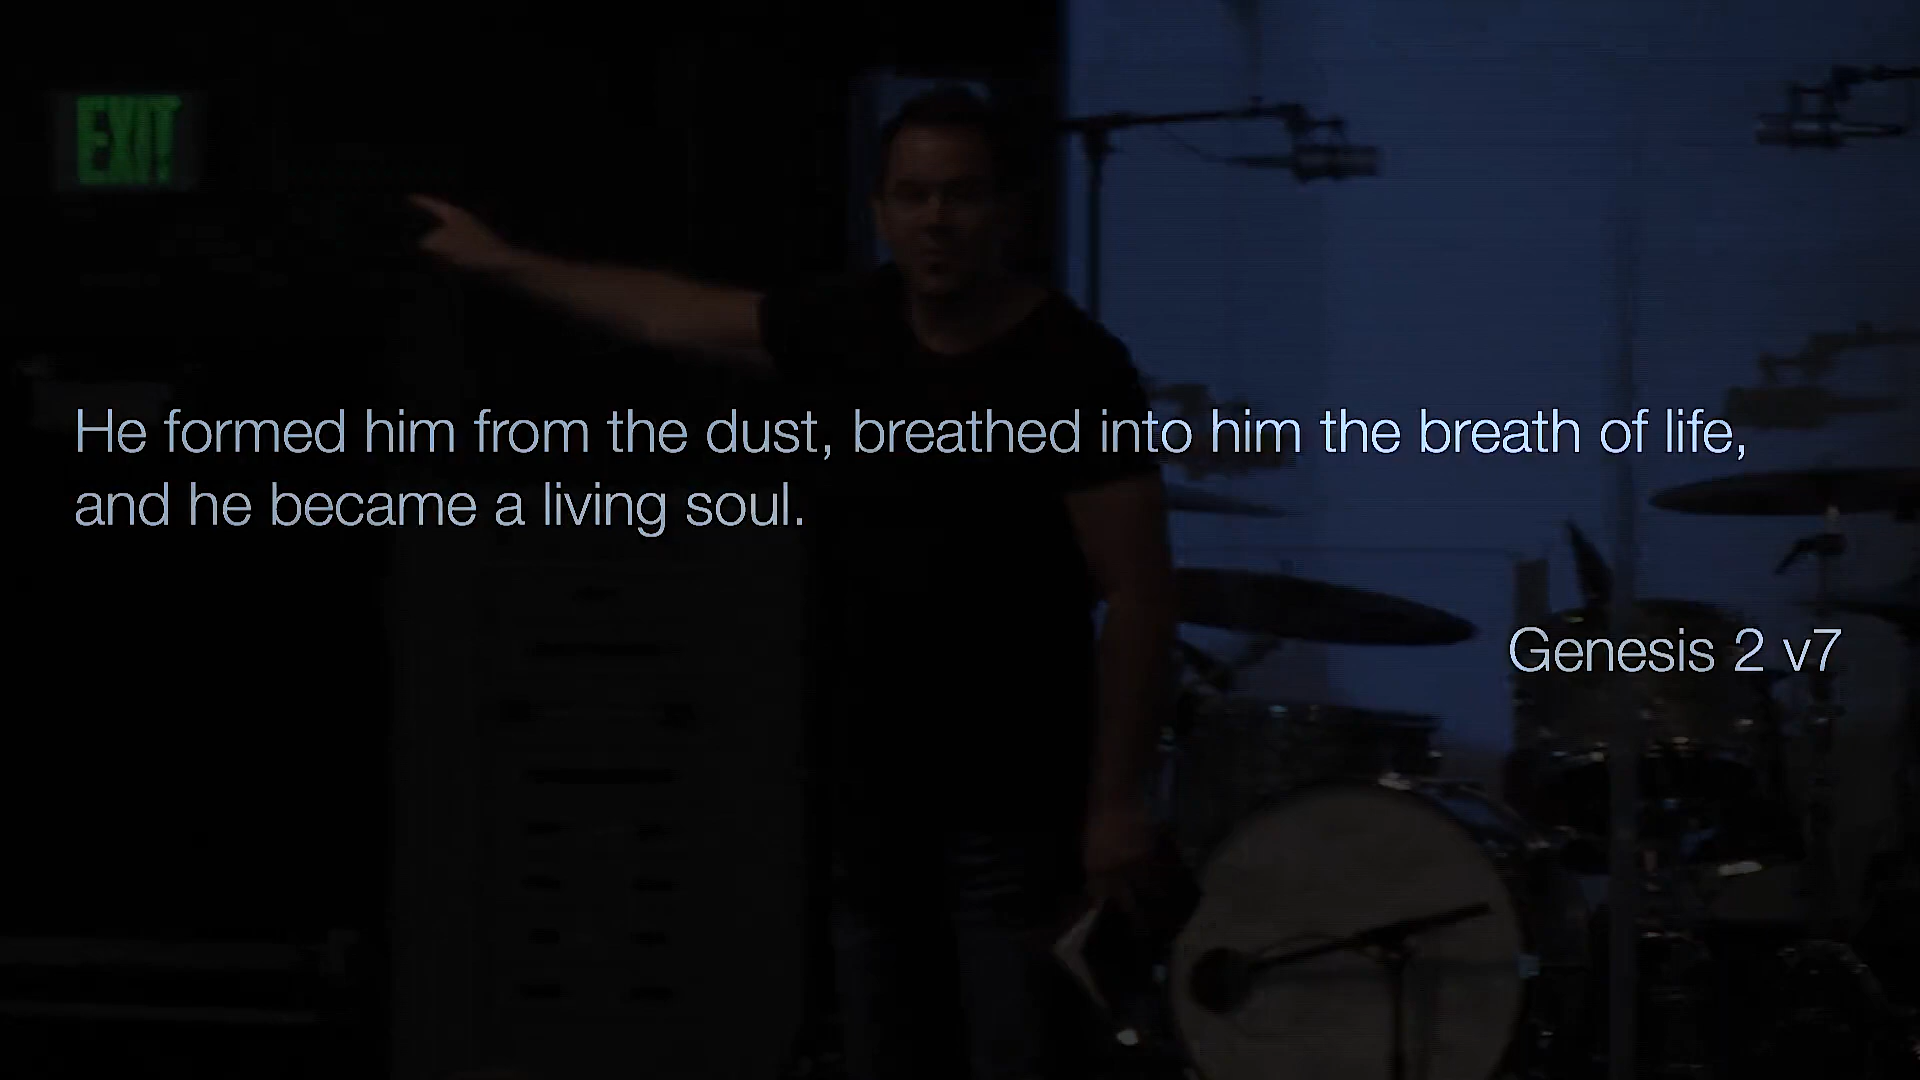 EXIT
He formed him from the dust, breathed into him the breath of life,
and he became a living soul.
Genesis 2 v7